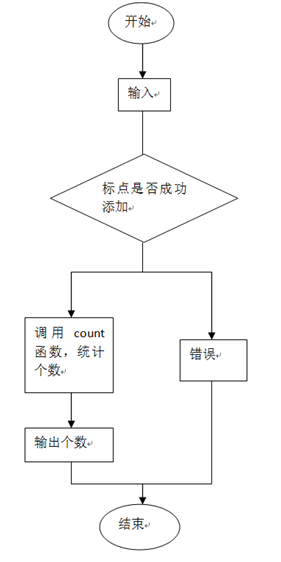 开始
输入
标点是否成功
添加
调用 count
函数，统计
个数
错误
输出个数
结束